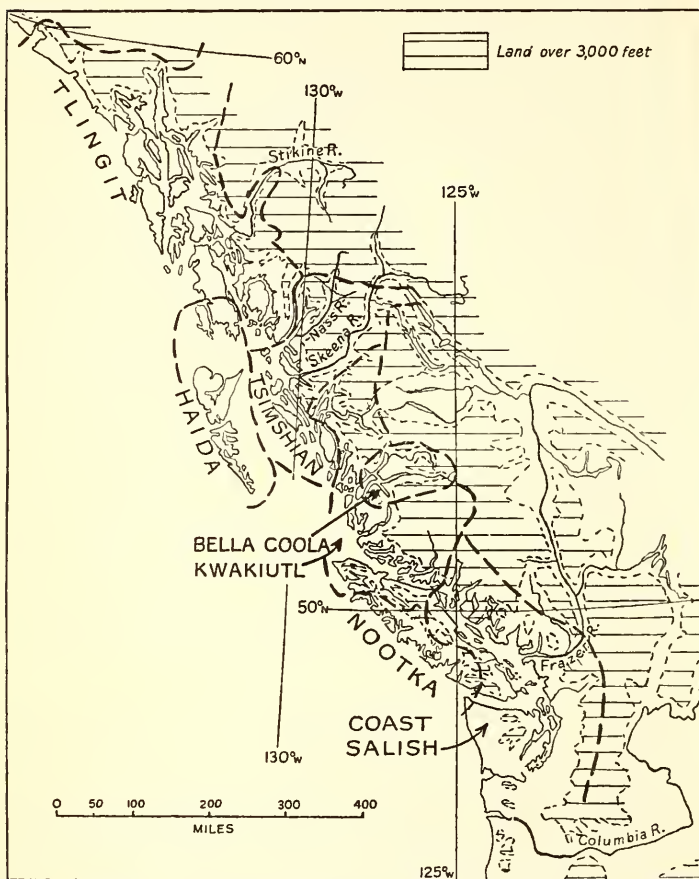 Land over 3,000 feet
60°N
130°W
TLINGIT
Stikine R.
125°W
Nass R.
Skeena R.
HAIDA
TSIMSHIAN
BELLA COOLA
KWAKIUTL
50°N
NOOTKA
Frazer R.
COAST
SALISH
130°W
0 50 100 200 300 400
MILES
Columbia R.
125°W